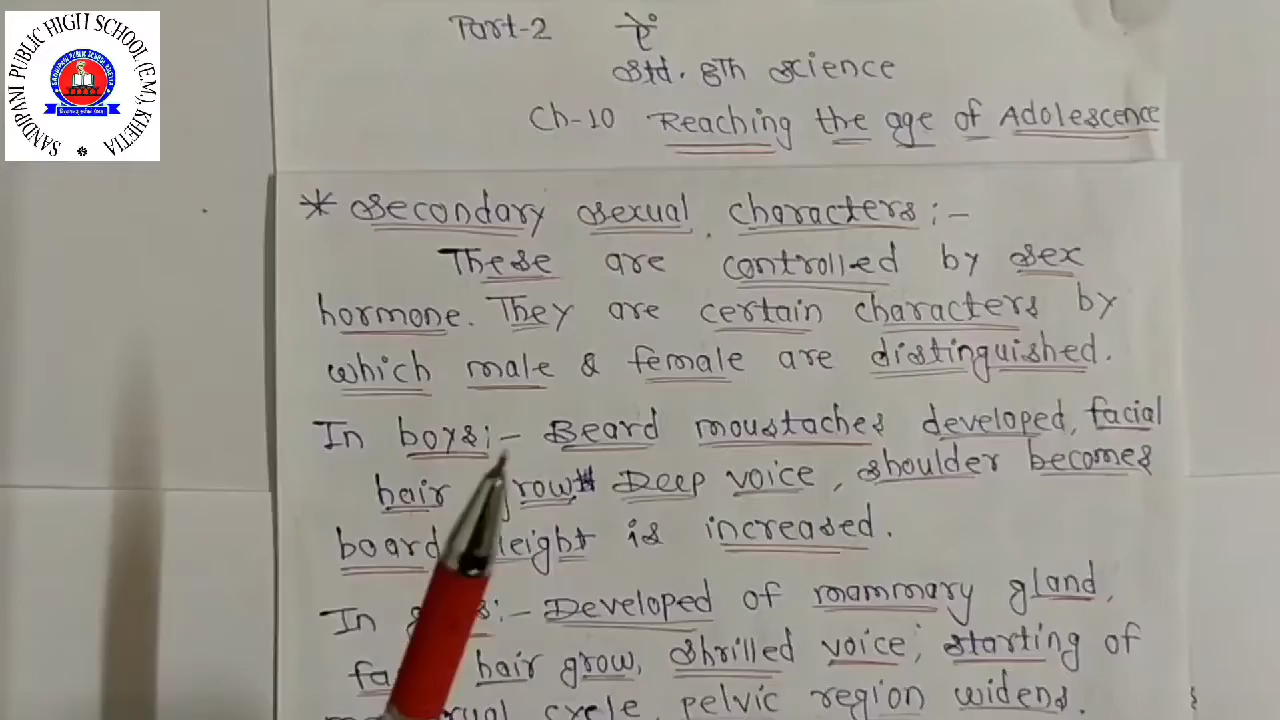 SANDIPANI PUBLIC HIGH SCHOOL (E.M.), KHETIA
Part-2 ऐं
Std. 8th Science
Ch-10 Reaching the age of Adolescence
* Secondary sexual characters:-
These are controlled by sex
hormone. They are certain characters by
which male & female are distinguished.
In boys:- Beard moustaches developed, facial
hair grow Deep voice, shoulder becomes
board is increased.
In :- Developed of mammary gland,
hair grow, shrilled voice, starting of
cycle, pelvic region widens.